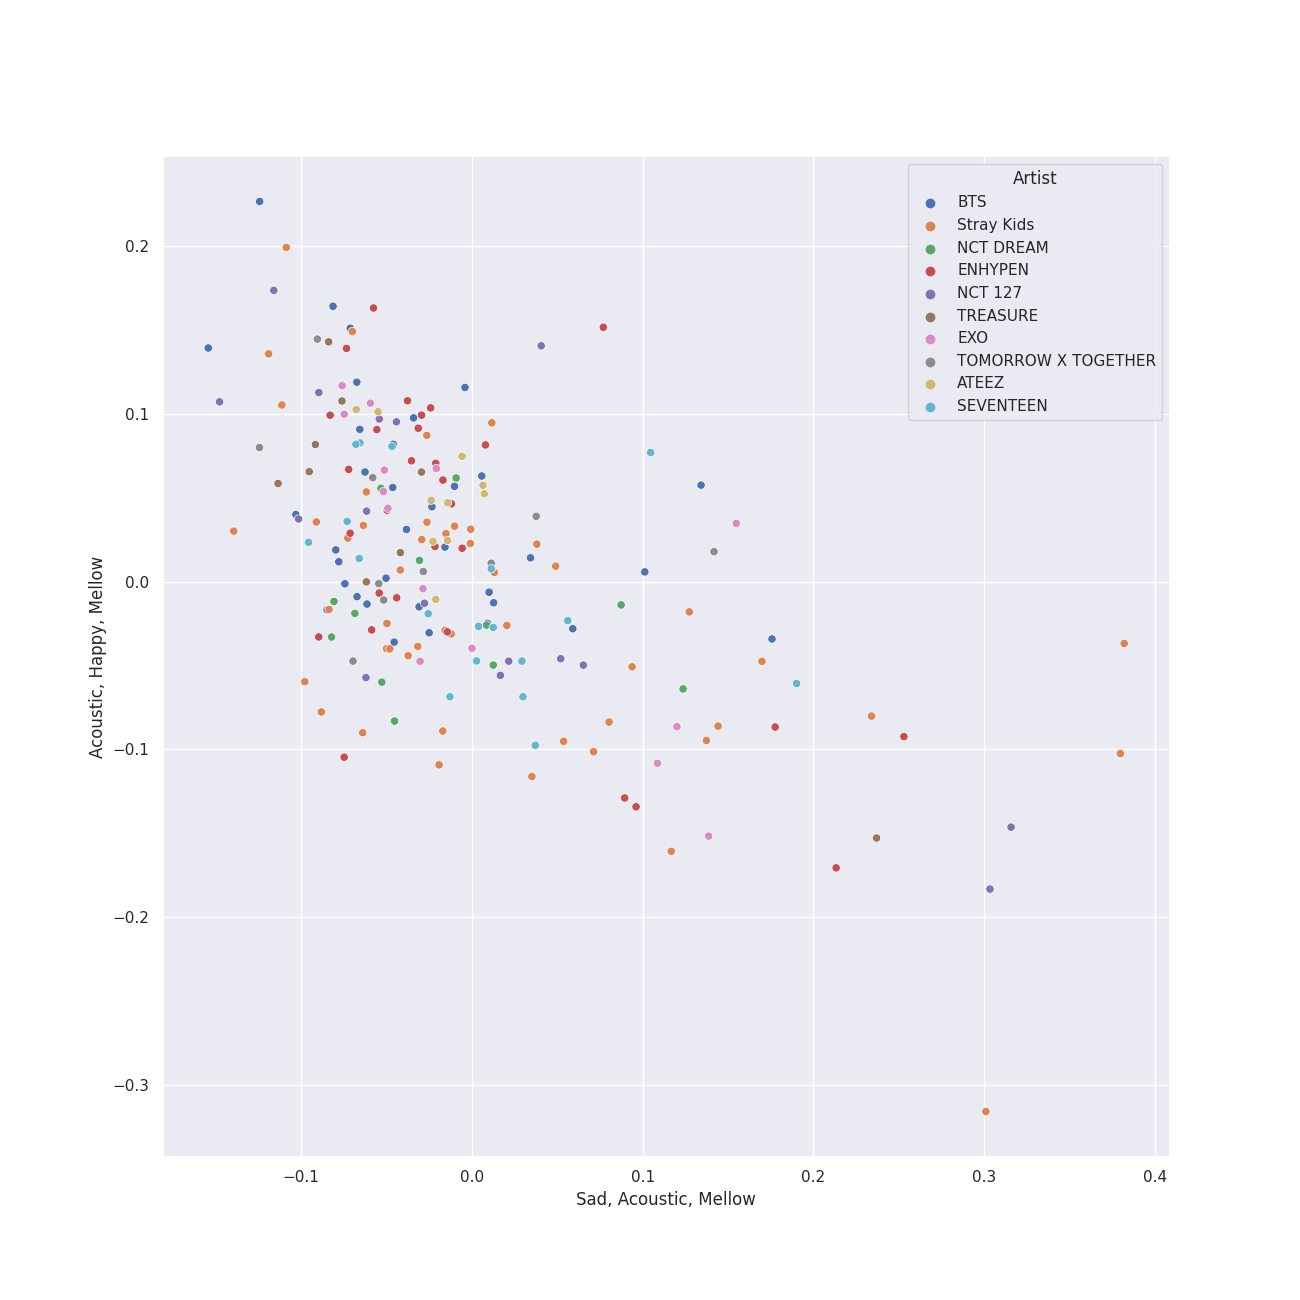 Artist
BTS
Stray Kids
NCT DREAM
ENHYPEN
NCT 127
TREASURE
EXO
TOMORROW X TOGETHER
ATEEZ
SEVENTEEN
0.2
0.1
0.0
−0.1
−0.2
−0.3
Acoustic, Happy, Mellow
−0.1 0.0 0.1 0.2 0.3 0.4
Sad, Acoustic, Mellow